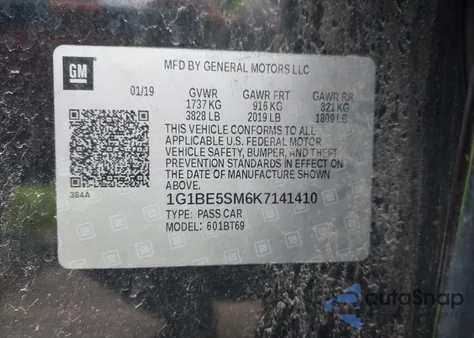 GM
MFD BY GENERAL MOTORS LLC
01/19 GVWR GAWR FRT GAWR RR
1737 KG 916 KG 821 KG
3828 LB 2019 LB 1809 LB
THIS VEHICLE CONFORMS TO ALL
APPLICABLE U.S. FEDERAL MOTOR
VEHICLE SAFETY, BUMPER, AND THEFT
PREVENTION STANDARDS IN EFFECT ON
THE DATE OF MANUFACTURE SHOWN
ABOVE.
384A
1G1BE5SM6K7141410
TYPE: PASS CAR
MODEL: 601BT69
autoSnap